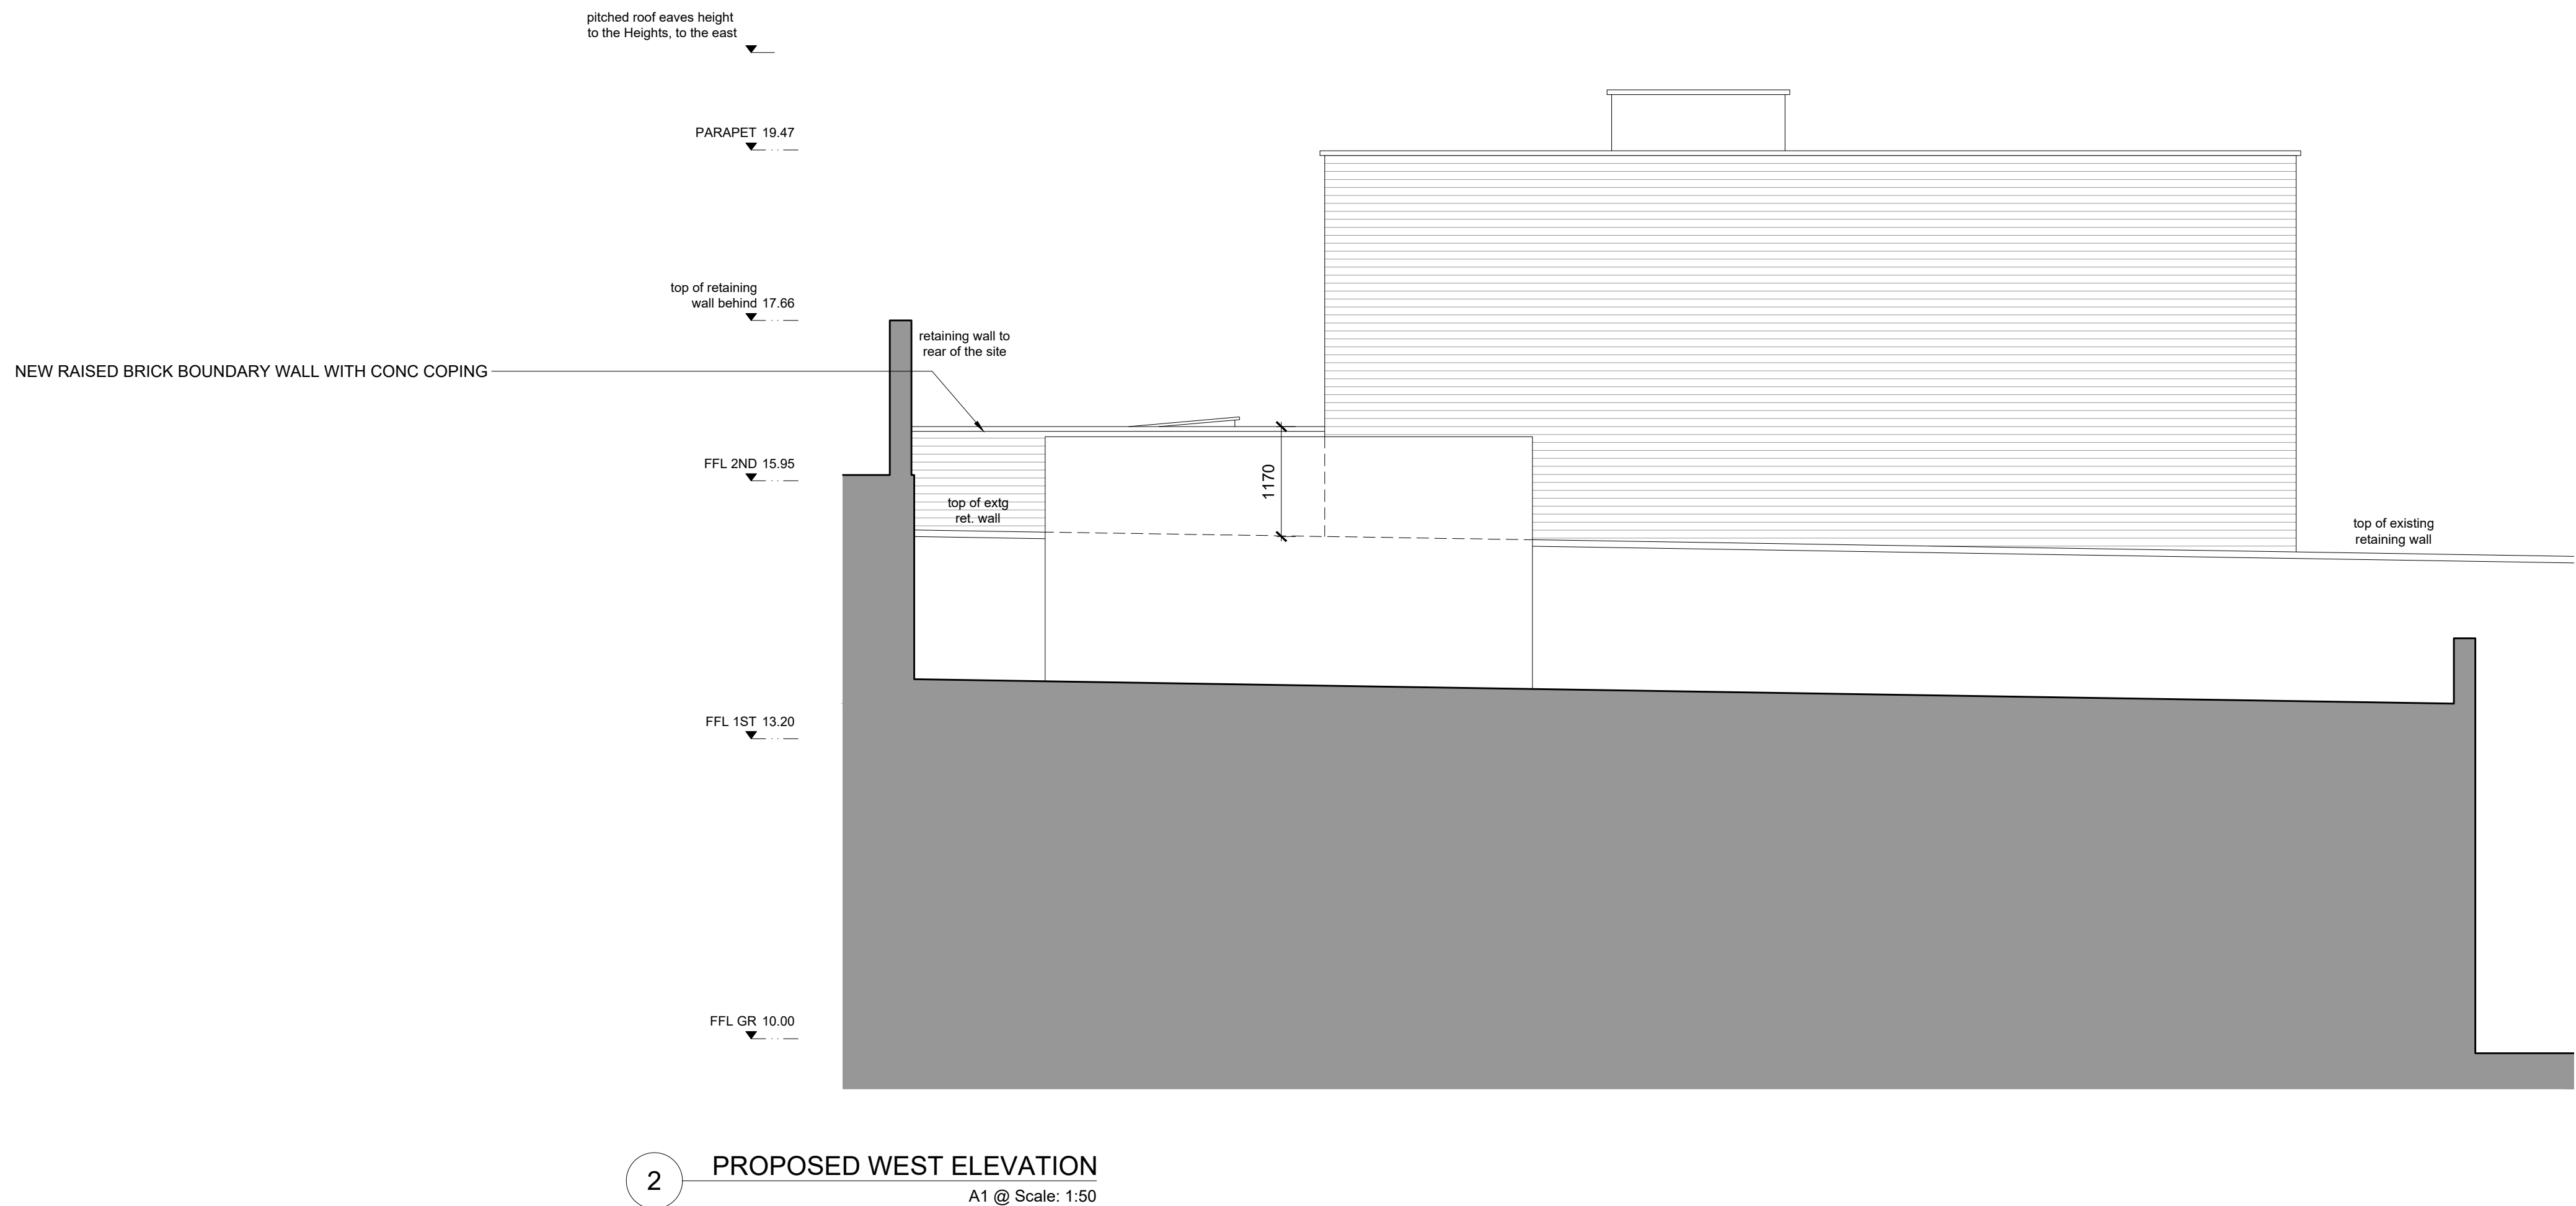 pitched roof eaves height
to the Heights, to the east
PARAPET 19.47
top of retaining
wall behind 17.66
retaining wall to
rear of the site
NEW RAISED BRICK BOUNDARY WALL WITH CONC COPING
FFL 2ND 15.95
1170
top of extg
ret. wall
top of existing
retaining wall
FFL 1ST 13.20
FFL GR 10.00
2
PROPOSED WEST ELEVATION
A1 @ Scale: 1:50